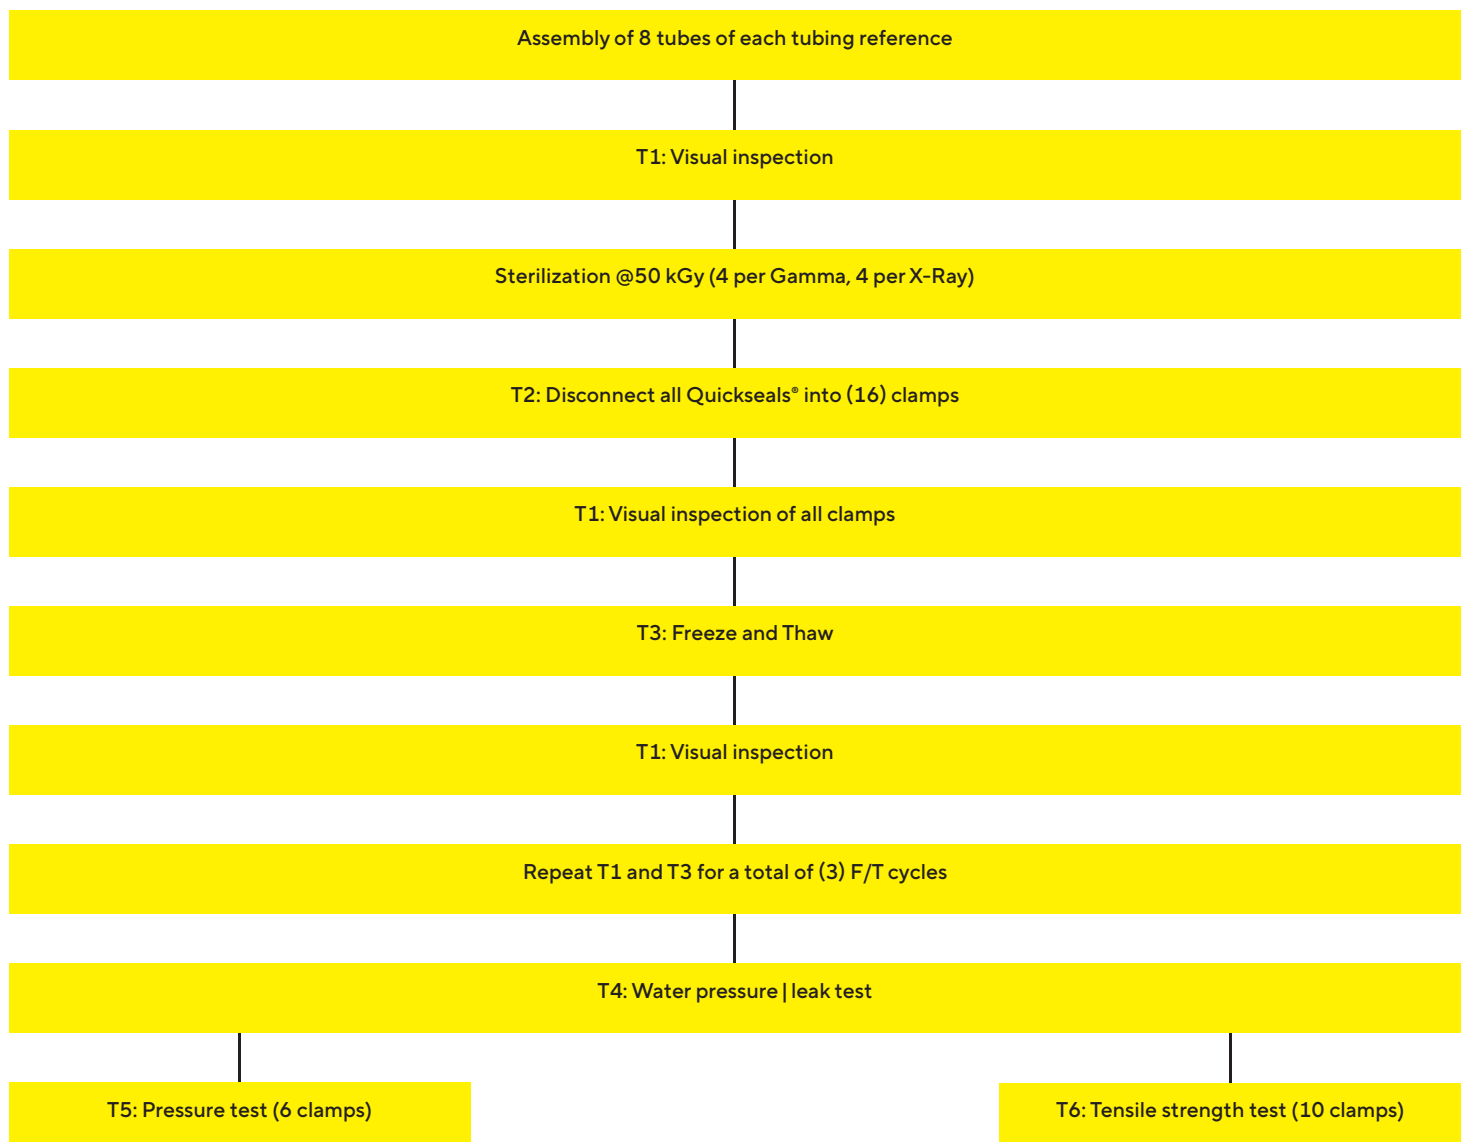 Assembly of 8 tubes of each tubing reference
T1: Visual inspection
Sterilization @50 kGy (4 per Gamma, 4 per X-Ray)
T2: Disconnect all Quickseals® into (16) clamps
T1: Visual inspection of all clamps
T3: Freeze and Thaw
T1: Visual inspection
Repeat T1 and T3 for a total of (3) F/T cycles
T4: Water pressure | leak test
T5: Pressure test (6 clamps)
T6: Tensile strength test (10 clamps)